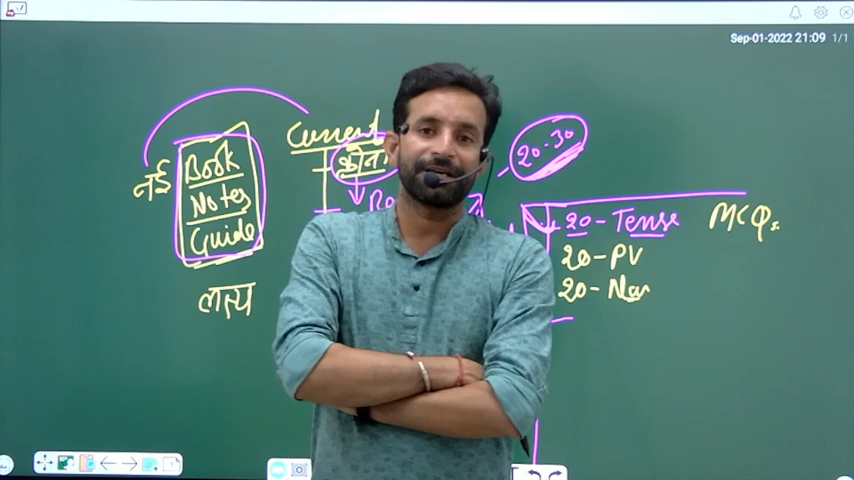 Sep-01-2022 21:09 1/1
Current
20-30
नई
Book
Notes
Guide
लक्ष्य
20-Tense
MCQs
20-PV
20-Nar